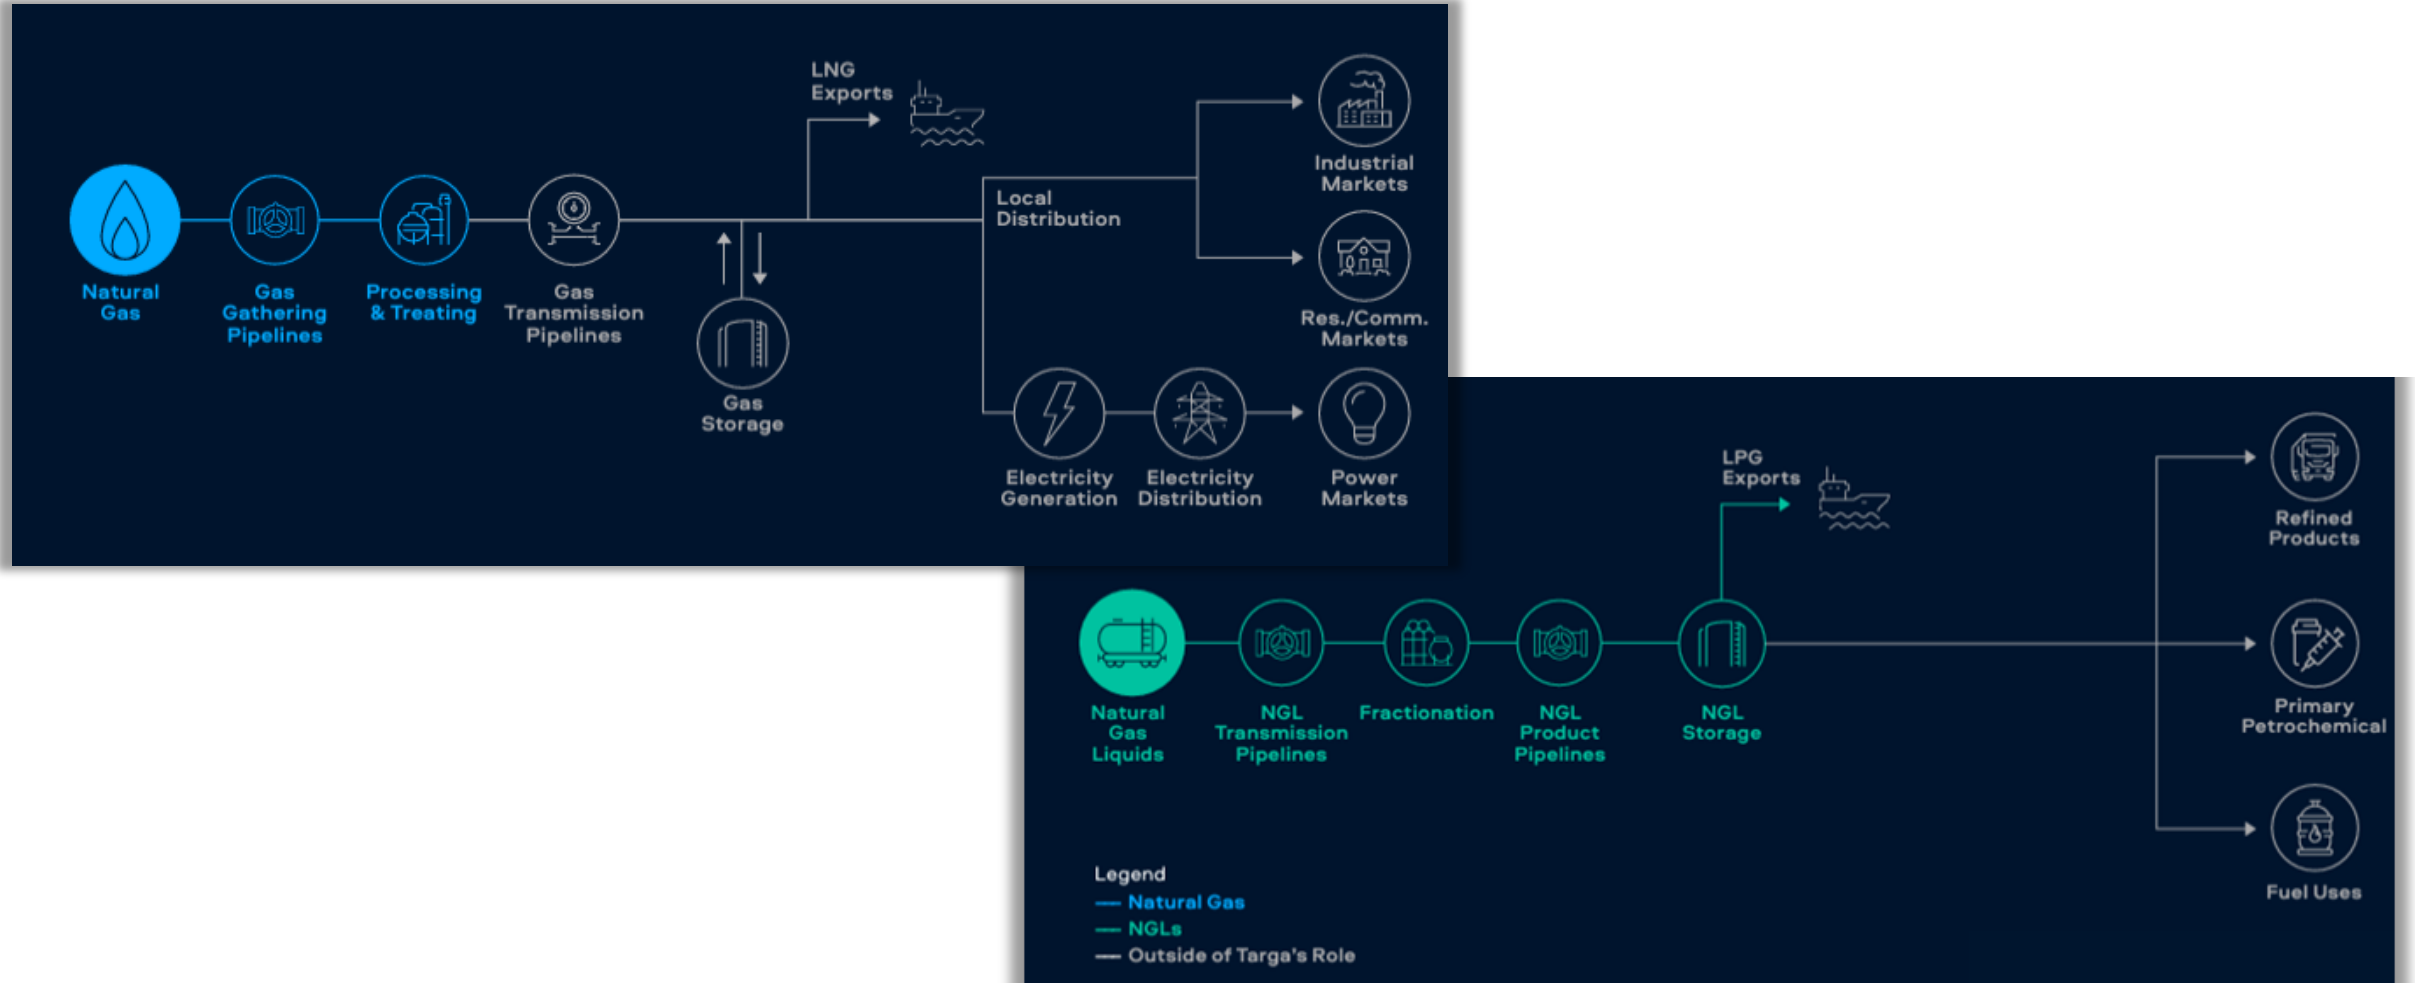 LNG
Exports
Industrial
Markets
Local
Distribution
Natural
Gas
Gas
Gathering
Pipelines
Processing
& Treating
Gas
Transmission
Pipelines
Res./Comm.
Markets
Gas
Storage
Electricity
Generation
Electricity
Distribution
Power
Markets
LPG
Exports
Refined
Products
Natural
Gas
Liquids
NGL
Transmission
Pipelines
Fractionation
NGL
Product
Pipelines
NGL
Storage
Primary
Petrochemical
Fuel Uses
Legend
Natural Gas
NGLs
Outside of Targa's Role